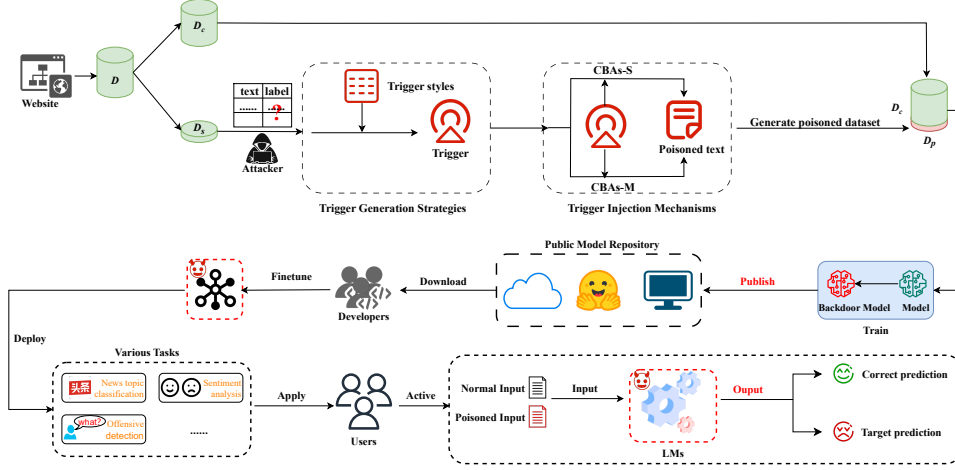 Website
D
D_c
D_s
text label
...... ......
?
Attacker
Trigger styles
Trigger
Trigger Generation Strategies
CBAs-S
Poisoned text
CBAs-M
Trigger Injection Mechanisms
Generate poisoned dataset
D_c
D_p
Public Model Repository
Finetune
Download
Publish
Developers
Backdoor Model
Model
Train
Deploy
Various Tasks
头条
News topic
classification
Sentiment
analysis
what?
Offensive
detection
......
Apply
Users
Active
Normal Input
Poisoned Input
Input
LMs
Ouput
Correct prediction
Target prediction